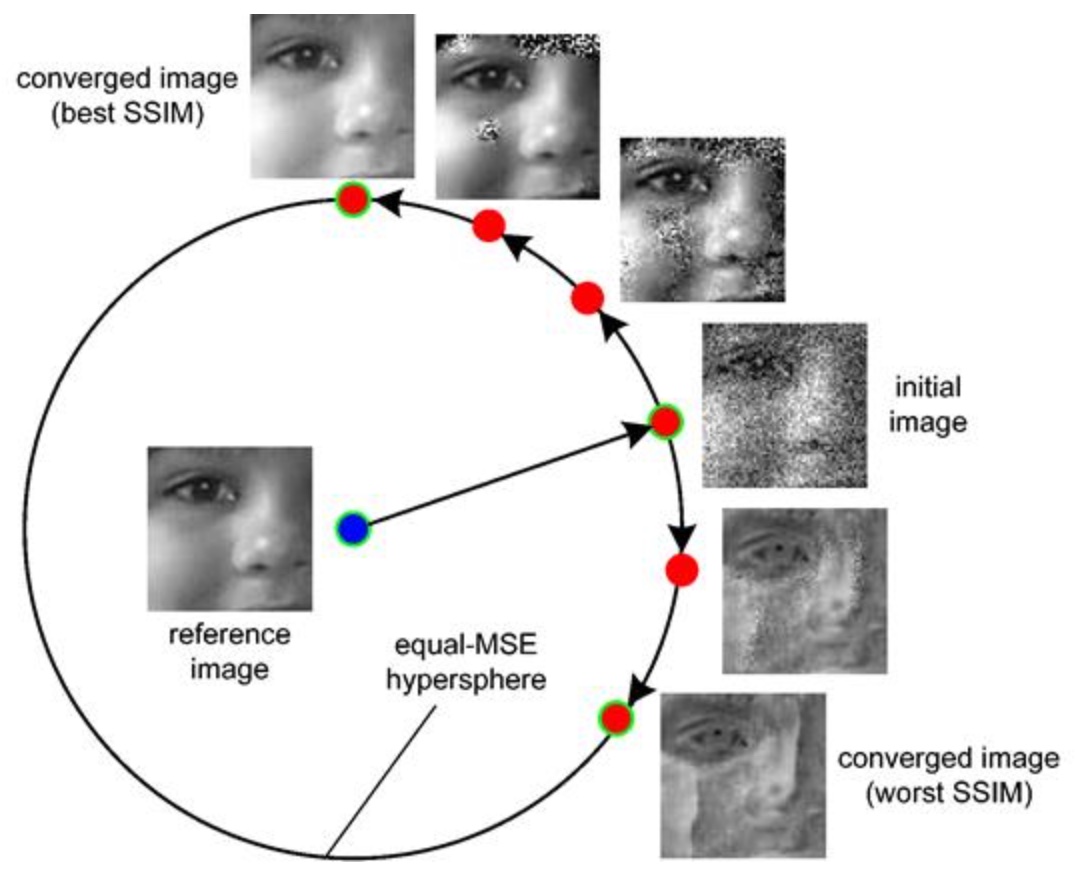 converged image
(best SSIM)
initial
image
reference
image
equal-MSE
hypersphere
converged image
(worst SSIM)